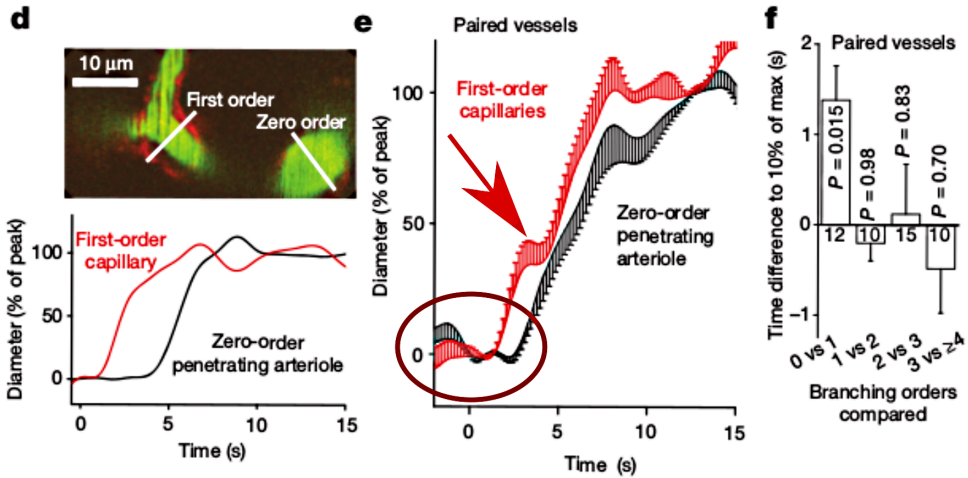 d
10 μm
First order
Zero order
Diameter (% of peak)
100
50
0
First-order
capillary
Zero-order
penetrating arteriole
0
5
10
15
Time (s)
e
Paired vessels
Diameter (% of peak)
100
50
0
First-order
capillaries
Zero-order
penetrating
arteriole
0
5
10
15
Time (s)
f
Paired vessels
Time difference to 10% of max (s)
2
1
0
−1
P = 0.015
P = 0.98
P = 0.83
P = 0.70
12
10
15
10
0 vs 1
1 vs 2
2 vs 3
3 vs ≥4
Branching orders
compared